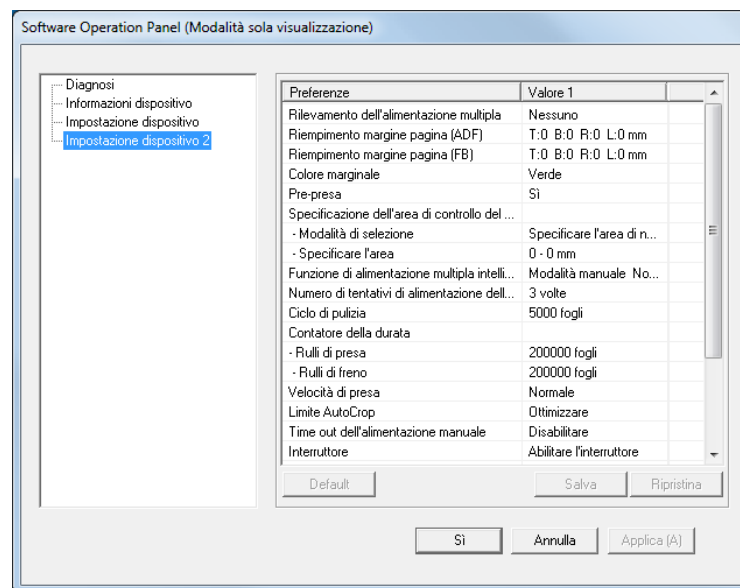 Software Operation Panel (Modalità sola visualizzazione)
Diagnosi
Informazioni dispositivo
Impostazione dispositivo
Impostazione dispositivo 2
Preferenze Valore 1
Rilevamento dell'alimentazione multipla Nessuno
Riempimento margine pagina (ADF) T:0 B:0 R:0 L:0 mm
Riempimento margine pagina (FB) T:0 B:0 R:0 L:0 mm
Colore marginale Verde
Pre-presa Sì
Specificazione dell'area di controllo del ...
- Modalità di selezione Specificare l'area di n...
- Specificare l'area 0 - 0 mm
Funzione di alimentazione multipla intelli... Modalità manuale No...
Numero di tentativi di alimentazione dell... 3 volte
Ciclo di pulizia 5000 fogli
Contatore della durata
- Rulli di presa 200000 fogli
- Rulli di freno 200000 fogli
Velocità di presa Normale
Limite AutoCrop Ottimizzare
Time out dell'alimentazione manuale Disabilitare
Interruttore Abilitare l'interruttore
Default Salva Ripristina
Sì Annulla Applica (A)